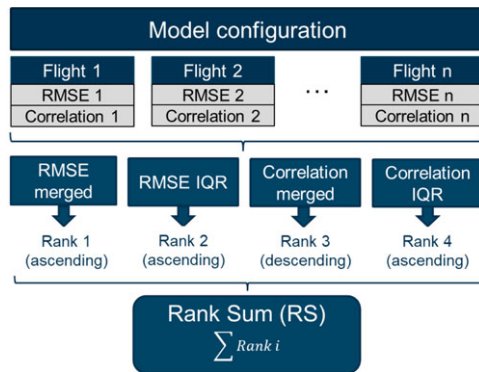 Model configuration
Flight 1 Flight 2 Flight n
RMSE 1 RMSE 2 ... RMSE n
Correlation 1 Correlation 2 Correlation n
RMSE merged RMSE IQR Correlation merged Correlation IQR
Rank 1 Rank 2 Rank 3 Rank 4
(ascending) (ascending) (descending) (ascending)
Rank Sum (RS)
∑ Rank i